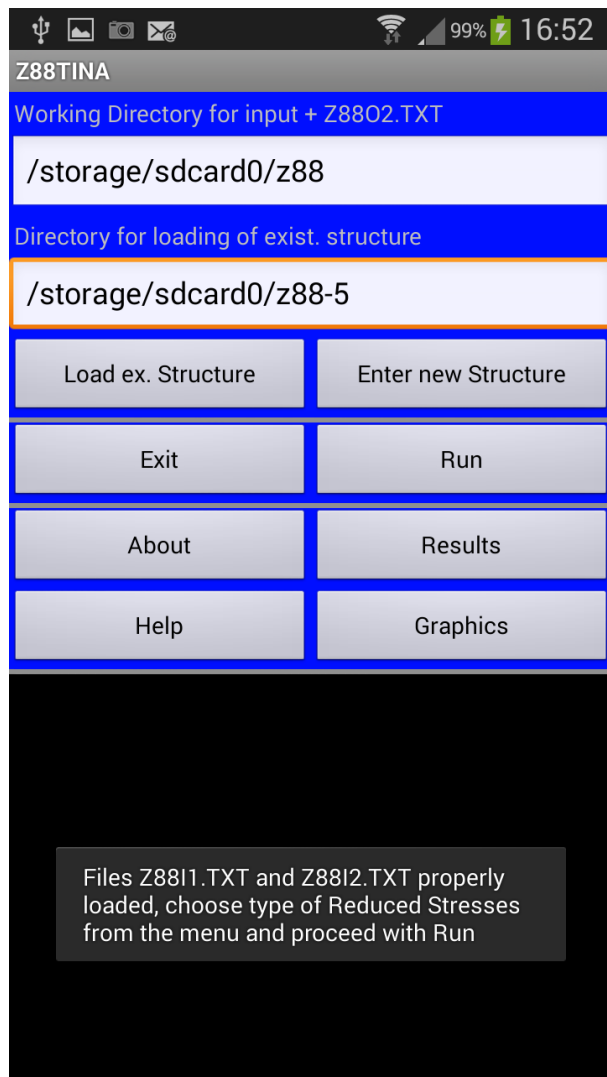 99% 16:52
Z88TINA
Working Directory for input + Z88O2.TXT
/storage/sdcard0/z88
Directory for loading of exist. structure
/storage/sdcard0/z88-5
Load ex. Structure Enter new Structure
Exit Run
About Results
Help Graphics
Files Z88I1.TXT and Z88I2.TXT properly
loaded, choose type of Reduced Stresses
from the menu and proceed with Run